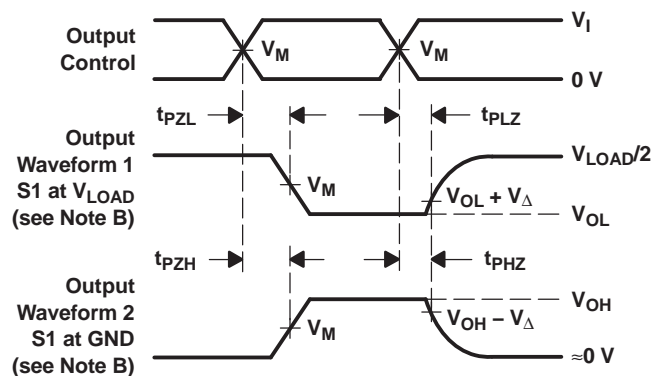 Output
Control
V_M
V_M
V_I
0 V
t_PZL
t_PLZ
Output
Waveform 1
S1 at V_LOAD
(see Note B)
V_M
V_LOAD/2
V_OL + V_Δ
V_OL
t_PZH
t_PHZ
Output
Waveform 2
S1 at GND
(see Note B)
V_M
V_OH
V_OH – V_Δ
≈0 V